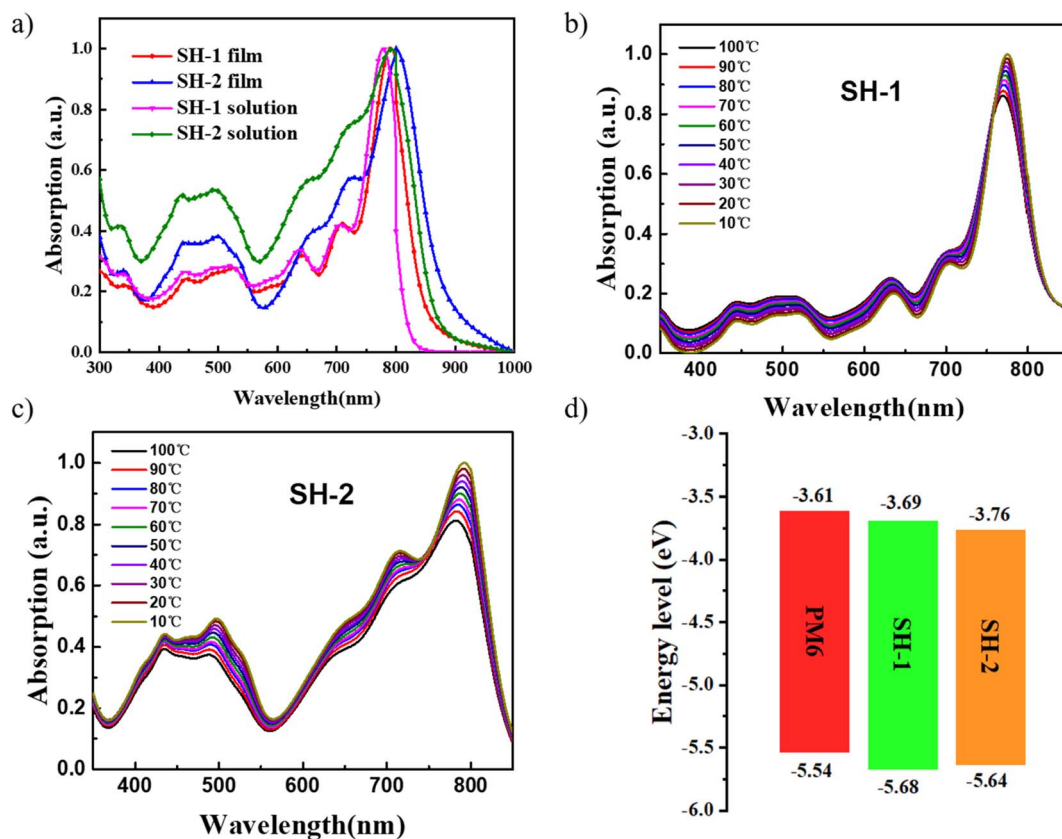 a)
Absorption (a.u.)
1.0
0.8
0.6
0.4
0.2
0.0
SH-1 film
SH-2 film
SH-1 solution
SH-2 solution
300 400 500 600 700 800 900 1000
Wavelength(nm)
b)
Absorption (a.u.)
1.0
0.8
0.6
0.4
0.2
0.0
100℃
90℃
80℃
70℃
60℃
50℃
40℃
30℃
20℃
10℃
SH-1
400 500 600 700 800
Wavelength(nm)
c)
Absorption (a.u.)
1.0
0.8
0.6
0.4
0.2
0.0
100℃
90℃
80℃
70℃
60℃
50℃
40℃
30℃
20℃
10℃
SH-2
400 500 600 700 800
Wavelength(nm)
d)
Energy level (eV)
-3.0
-3.5
-4.0
-4.5
-5.0
-5.5
-6.0
-3.61
-3.69
-3.76
PM6
SH-1
SH-2
-5.54
-5.68
-5.64